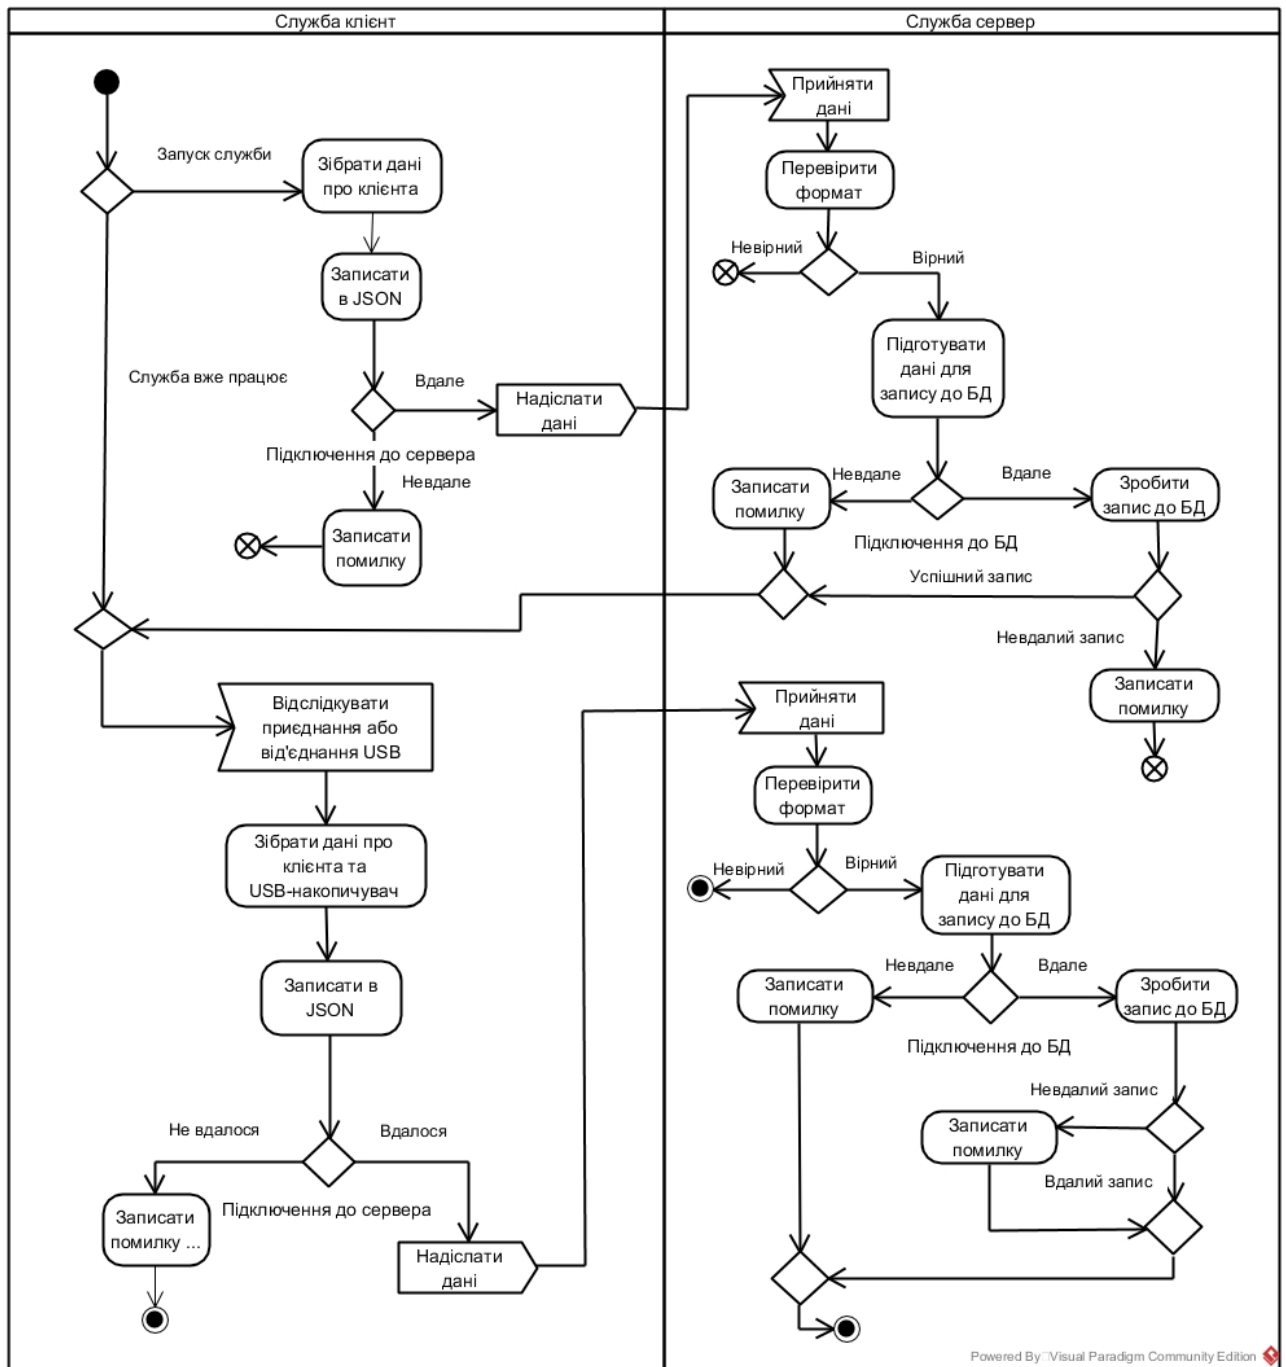 Служба клієнт
Служба сервер
Запуск служби
Зібрати дані
про клієнта
Записати
в JSON
Служба вже працює
Вдале
Надіслати
дані
Підключення до сервера
Невдале
Записати
помилку
Прийняти
дані
Перевірити
формат
Невірний
Вірний
Підготувати
дані для
запису до БД
Невдале
Вдале
Записати
помилку
Зробити
запис до БД
Підключення до БД
Успішний запис
Невдалий запис
Записати
помилку
Відслідкувати
приєднання або
від'єднання USB
Зібрати дані про
клієнта та
USB-накопичувач
Записати в
JSON
Не вдалося
Вдалося
Підключення до сервера
Записати
помилку ...
Надіслати
дані
Прийняти
дані
Перевірити
формат
Невірний
Вірний
Підготувати
дані для
запису до БД
Невдале
Вдале
Записати
помилку
Зробити
запис до БД
Підключення до БД
Невдалий запис
Записати
помилку
Вдалий запис
Powered By Visual Paradigm Community Edition